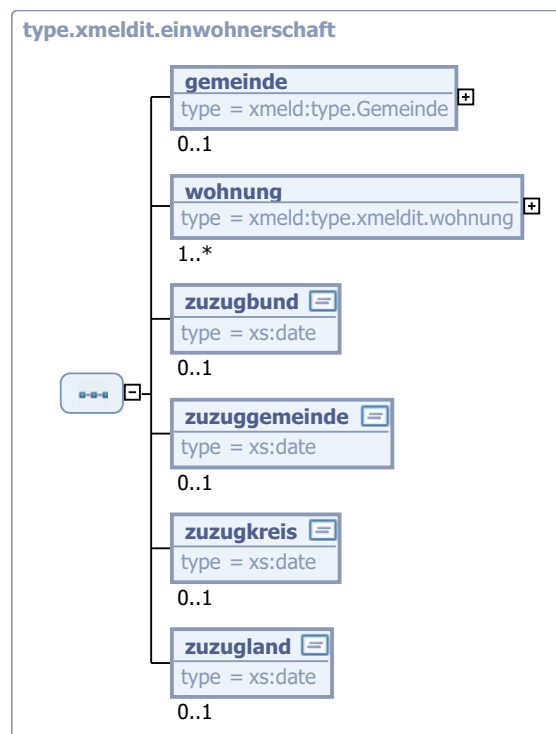 type.xmeldit.einwohnerschaft
gemeinde
type = xmeld:type.Gemeinde
0..1
wohnung
type = xmeld:type.xmeldit.wohnung
1..*
zuzugbund
type = xs:date
0..1
zuzuggemeinde
type = xs:date
0..1
zuzugkreis
type = xs:date
0..1
zuzugland
type = xs:date
0..1